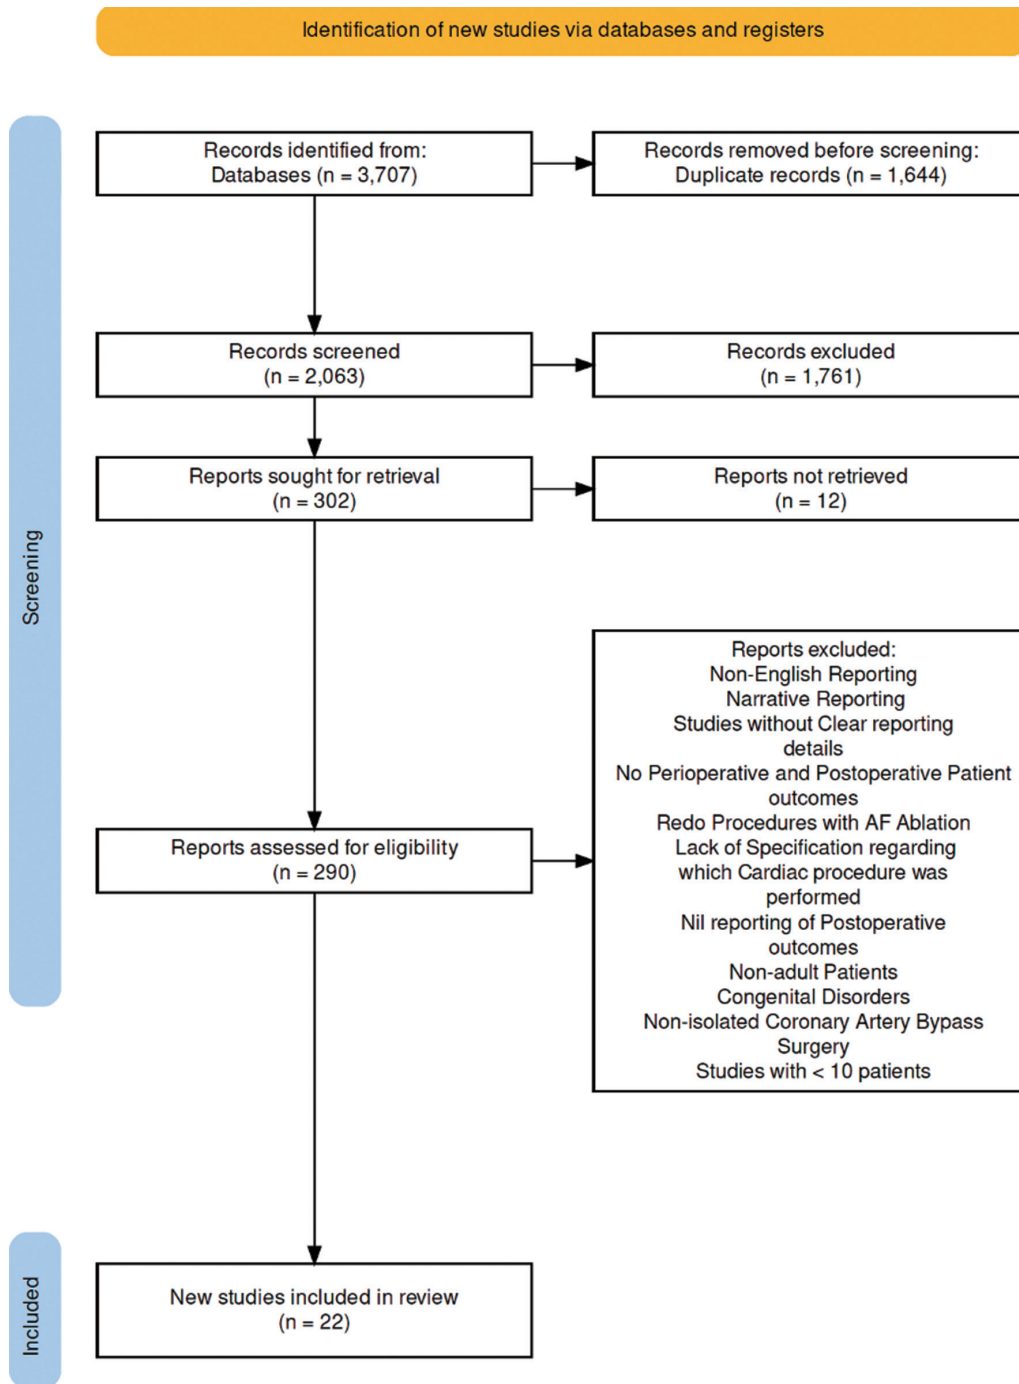 Identification of new studies via databases and registers
Records identified from:
Databases (n = 3,707)
Records removed before screening:
Duplicate records (n = 1,644)
Records screened
(n = 2,063)
Records excluded
(n = 1,761)
Reports sought for retrieval
(n = 302)
Reports not retrieved
(n = 12)
Screening
Reports assessed for eligibility
(n = 290)
Reports excluded:
Non-English Reporting
Narrative Reporting
Studies without Clear reporting
details
No Perioperative and Postoperative Patient
outcomes
Redo Procedures with AF Ablation
Lack of Specification regarding
which Cardiac procedure was
performed
Nil reporting of Postoperative
outcomes
Non-adult Patients
Congenital Disorders
Non-isolated Coronary Artery Bypass
Surgery
Studies with < 10 patients
Included
New studies included in review
(n = 22)